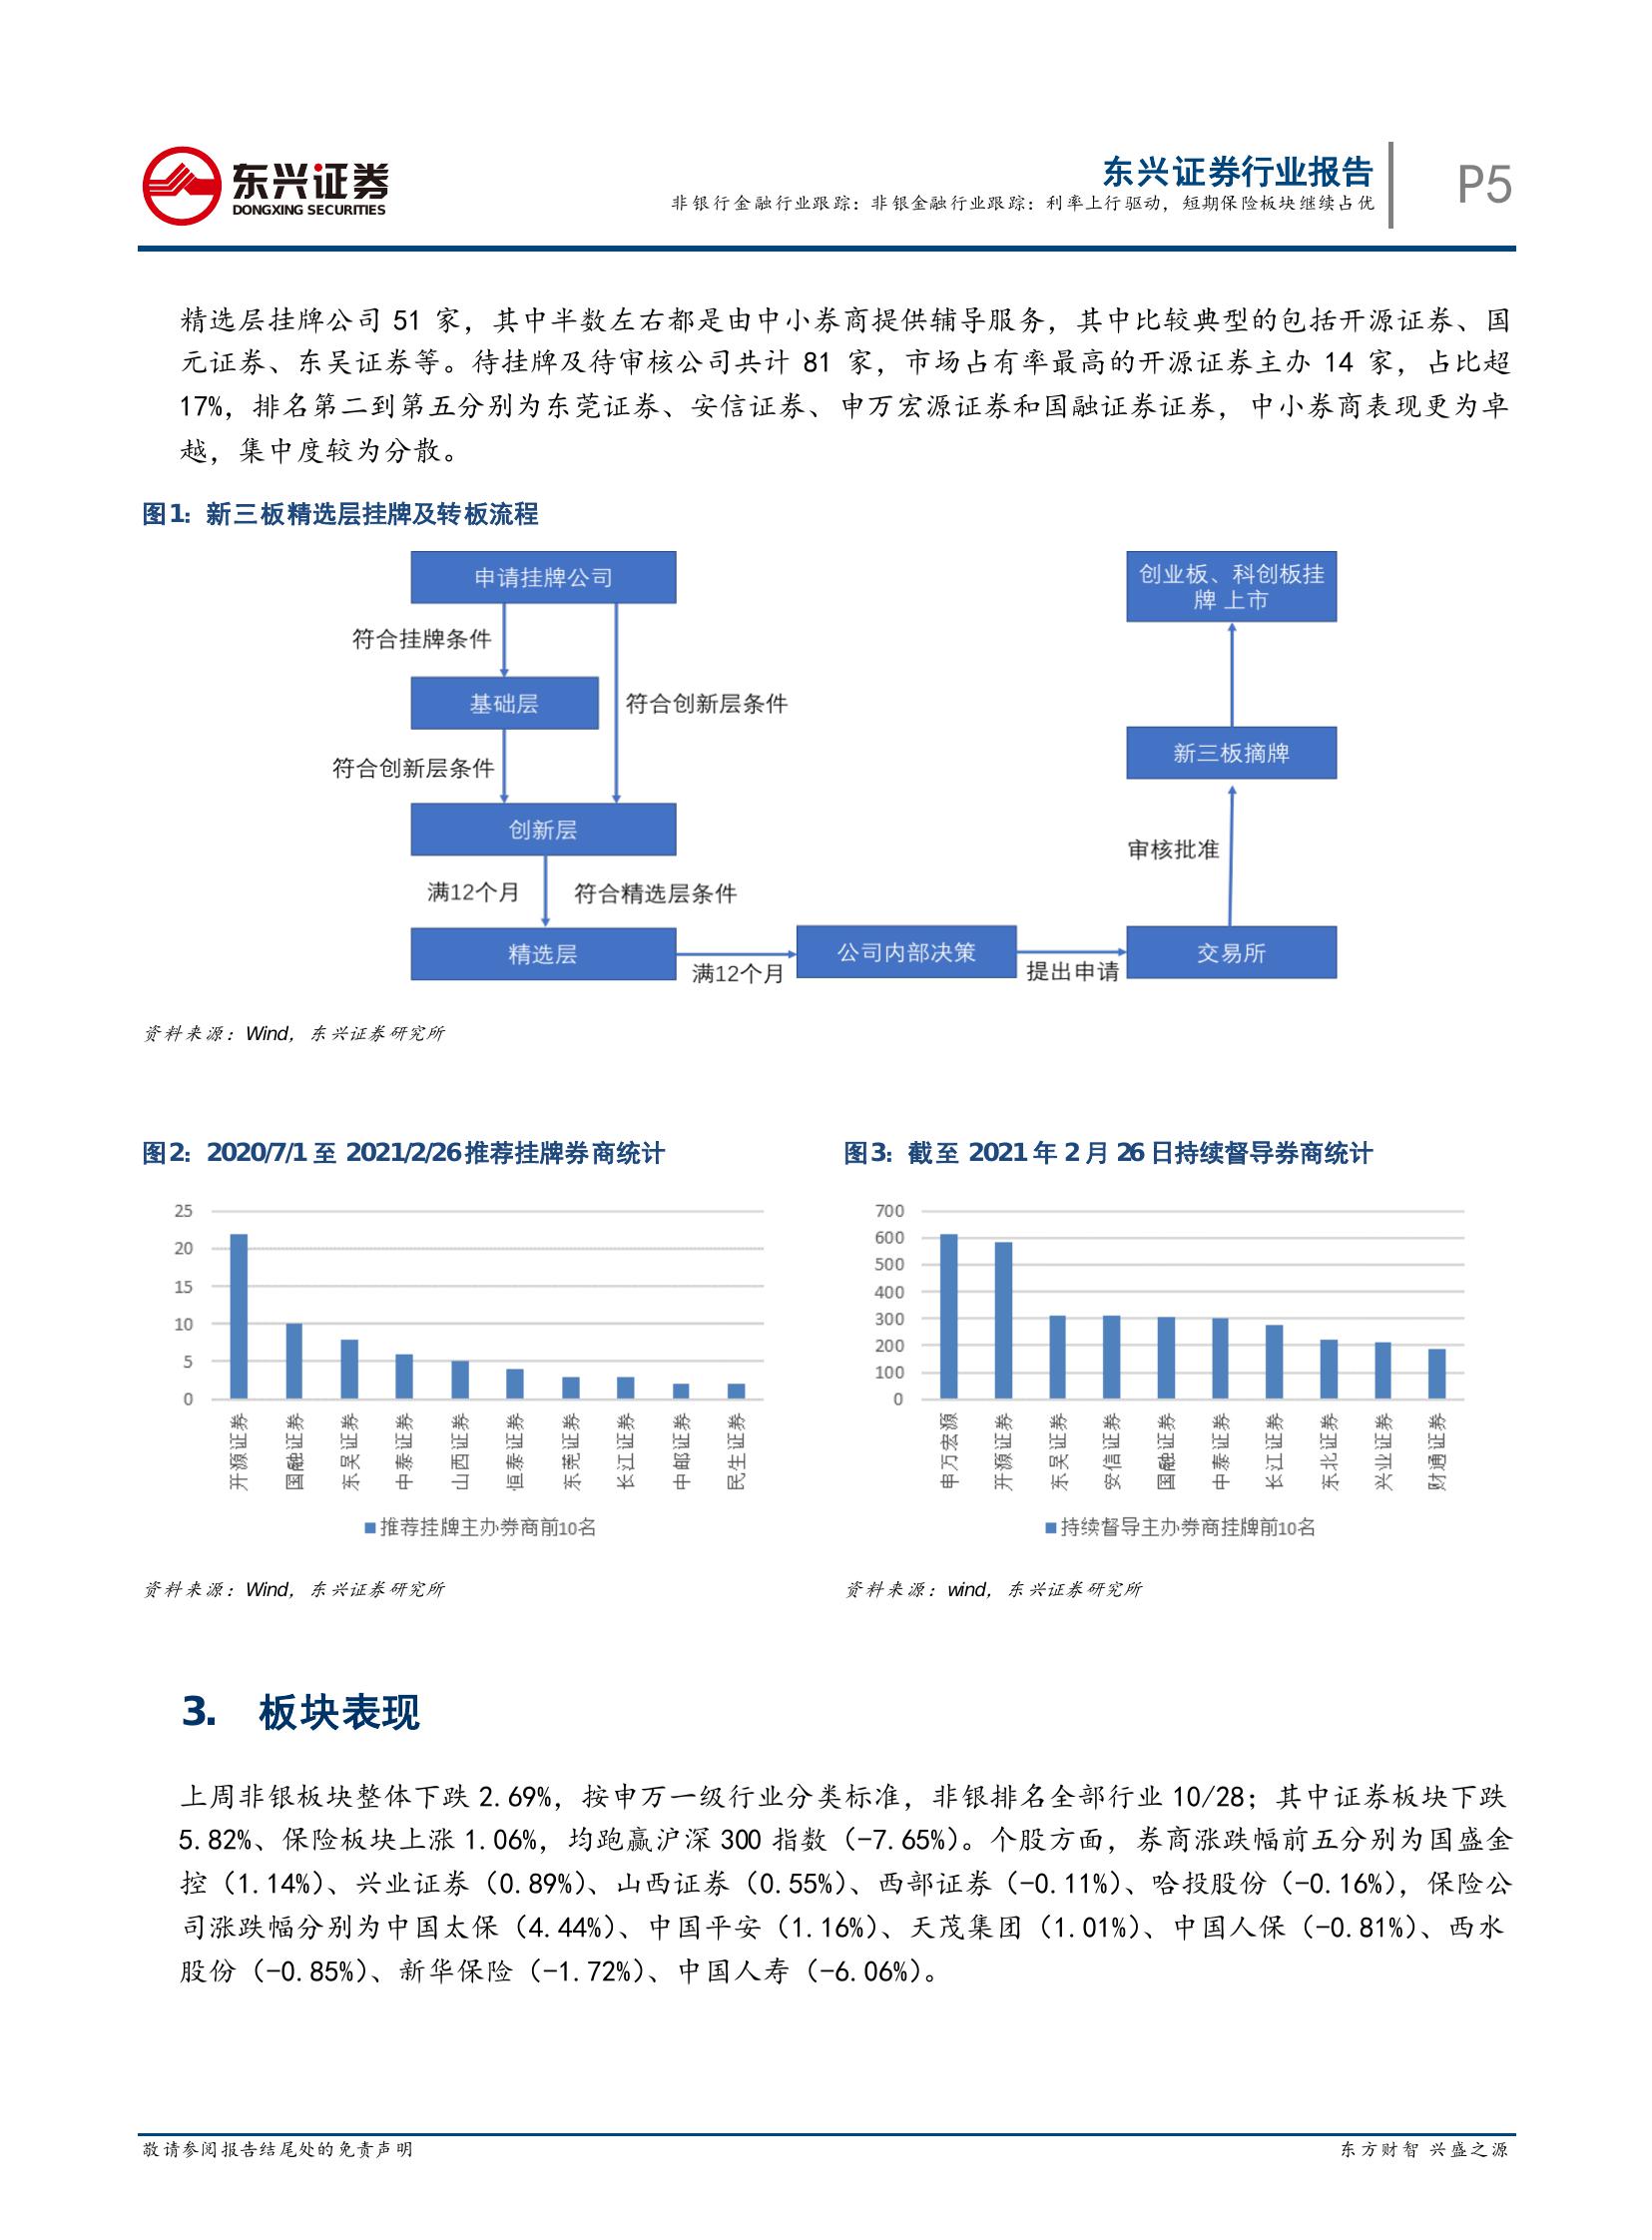 东兴证券
DONGXING SECURITIES
东兴证券行业报告
非银行金融行业跟踪：非银金融行业跟踪：利率上行驱动，短期保险板块继续占优
P5
精选层挂牌公司 51 家，其中半数左右都是由中小券商提供辅导服务，其中比较典型的包括开源证券、国
元证券、东吴证券等。待挂牌及待审核公司共计 81 家，市场占有率最高的开源证券主办 14 家，占比超
17%，排名第二到第五分别为东莞证券、安信证券、申万宏源证券和国融证券证券，中小券商表现更为卓
越，集中度较为分散。
图1：新三板精选层挂牌及转板流程
申请挂牌公司
创业板、科创板挂
牌 上市
符合挂牌条件
基础层
符合创新层条件
新三板摘牌
符合创新层条件
创新层
审核批准
满12个月
符合精选层条件
精选层
满12个月
公司内部决策
提出申请
交易所
资料来源：Wind，东兴证券研究所
图2：2020/7/1 至 2021/2/26推荐挂牌券商统计
25
20
15
10
5
0
开源证券
国融证券
东吴证券
中泰证券
山西证券
恒泰证券
东莞证券
长江证券
中邮证券
民生证券
推荐挂牌主办券商前10名
资料来源：Wind，东兴证券研究所
图3：截至 2021 年 2 月 26 日持续督导券商统计
700
600
500
400
300
200
100
0
申万宏源
开源证券
东吴证券
安信证券
国融证券
中泰证券
长江证券
东北证券
兴业证券
财通证券
持续督导主办券商挂牌前10名
资料来源：wind，东兴证券研究所
3. 板块表现
上周非银板块整体下跌 2.69%，按申万一级行业分类标准，非银排名全部行业 10/28；其中证券板块下跌
5.82%、保险板块上涨 1.06%，均跑赢沪深 300 指数（-7.65%）。个股方面，券商涨跌幅前五分别为国盛金
控（1.14%）、兴业证券（0.89%）、山西证券（0.55%）、西部证券（-0.11%）、哈投股份（-0.16%），保险公
司涨跌幅分别为中国太保（4.44%）、中国平安（1.16%）、天茂集团（1.01%）、中国人保（-0.81%）、西水
股份（-0.85%）、新华保险（-1.72%）、中国人寿（-6.06%）。
敬请参阅报告结尾处的免责声明
东方财智 兴盛之源